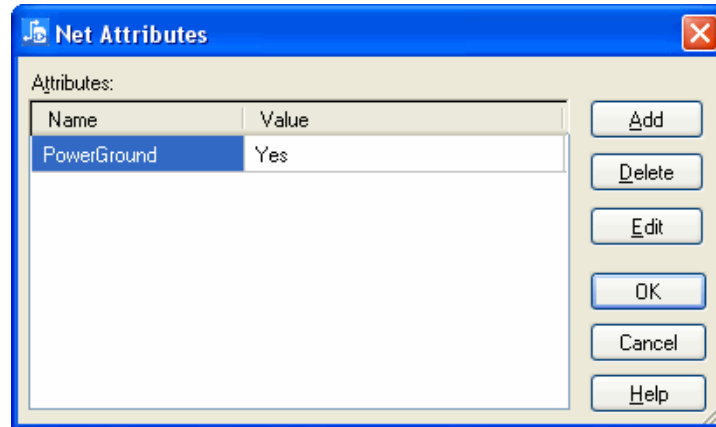 Net Attributes
Attributes:
Name Value
PowerGround Yes
Add
Delete
Edit
OK
Cancel
Help